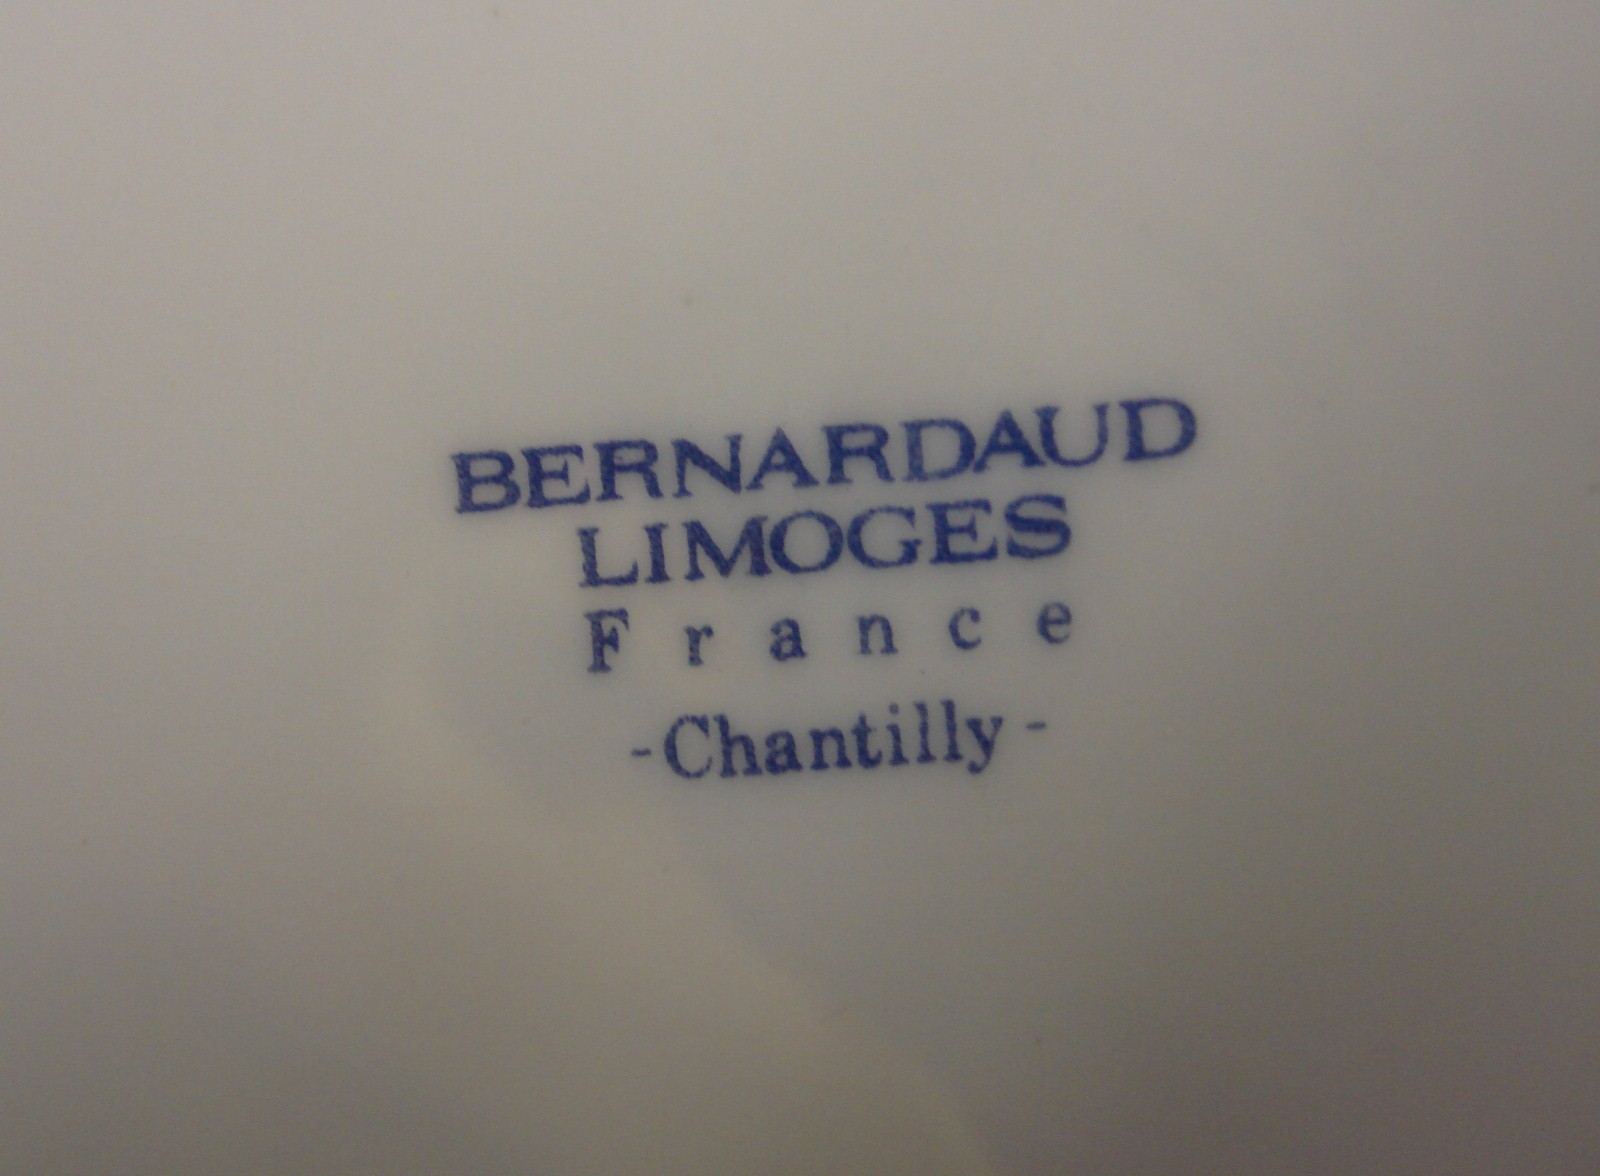 BERNARDAUD
LIMOGES
France
-Chantilly-